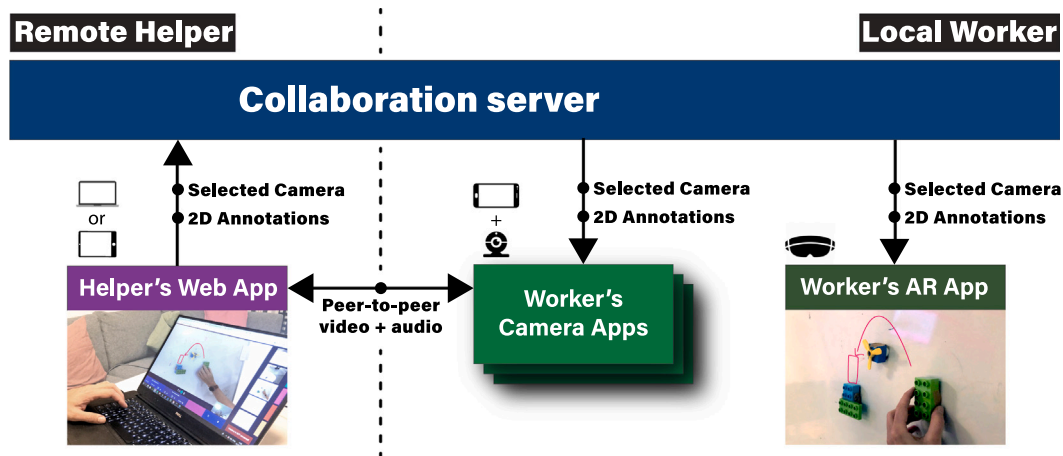 Remote Helper
Local Worker
Collaboration server
Selected Camera
2D Annotations
or
Selected Camera
2D Annotations
+
Selected Camera
2D Annotations
Helper's Web App
Peer-to-peer
video + audio
Worker's
Camera Apps
Worker's AR App